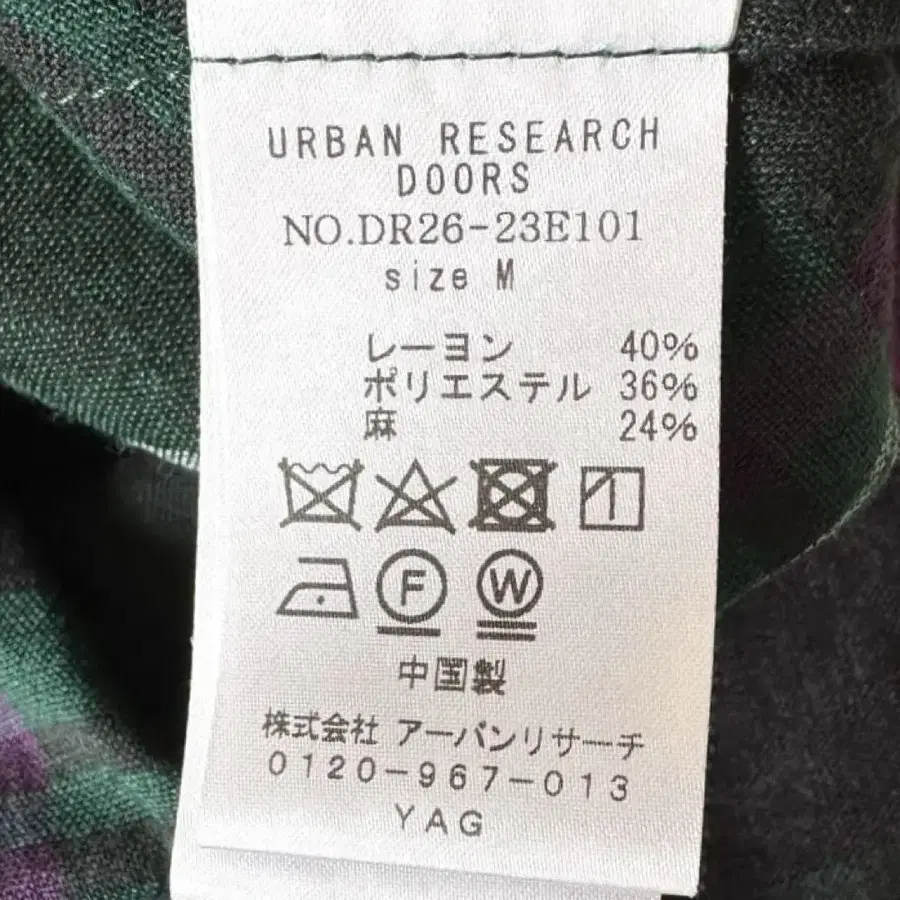 URBAN RESEARCH
DOORS
NO.DR26-23E101
size M
レーヨン 40%
ポリエステル 36%
麻 24%
F W
中国製
株式会社 アーバンリサーチ
0120-967-013
YAG